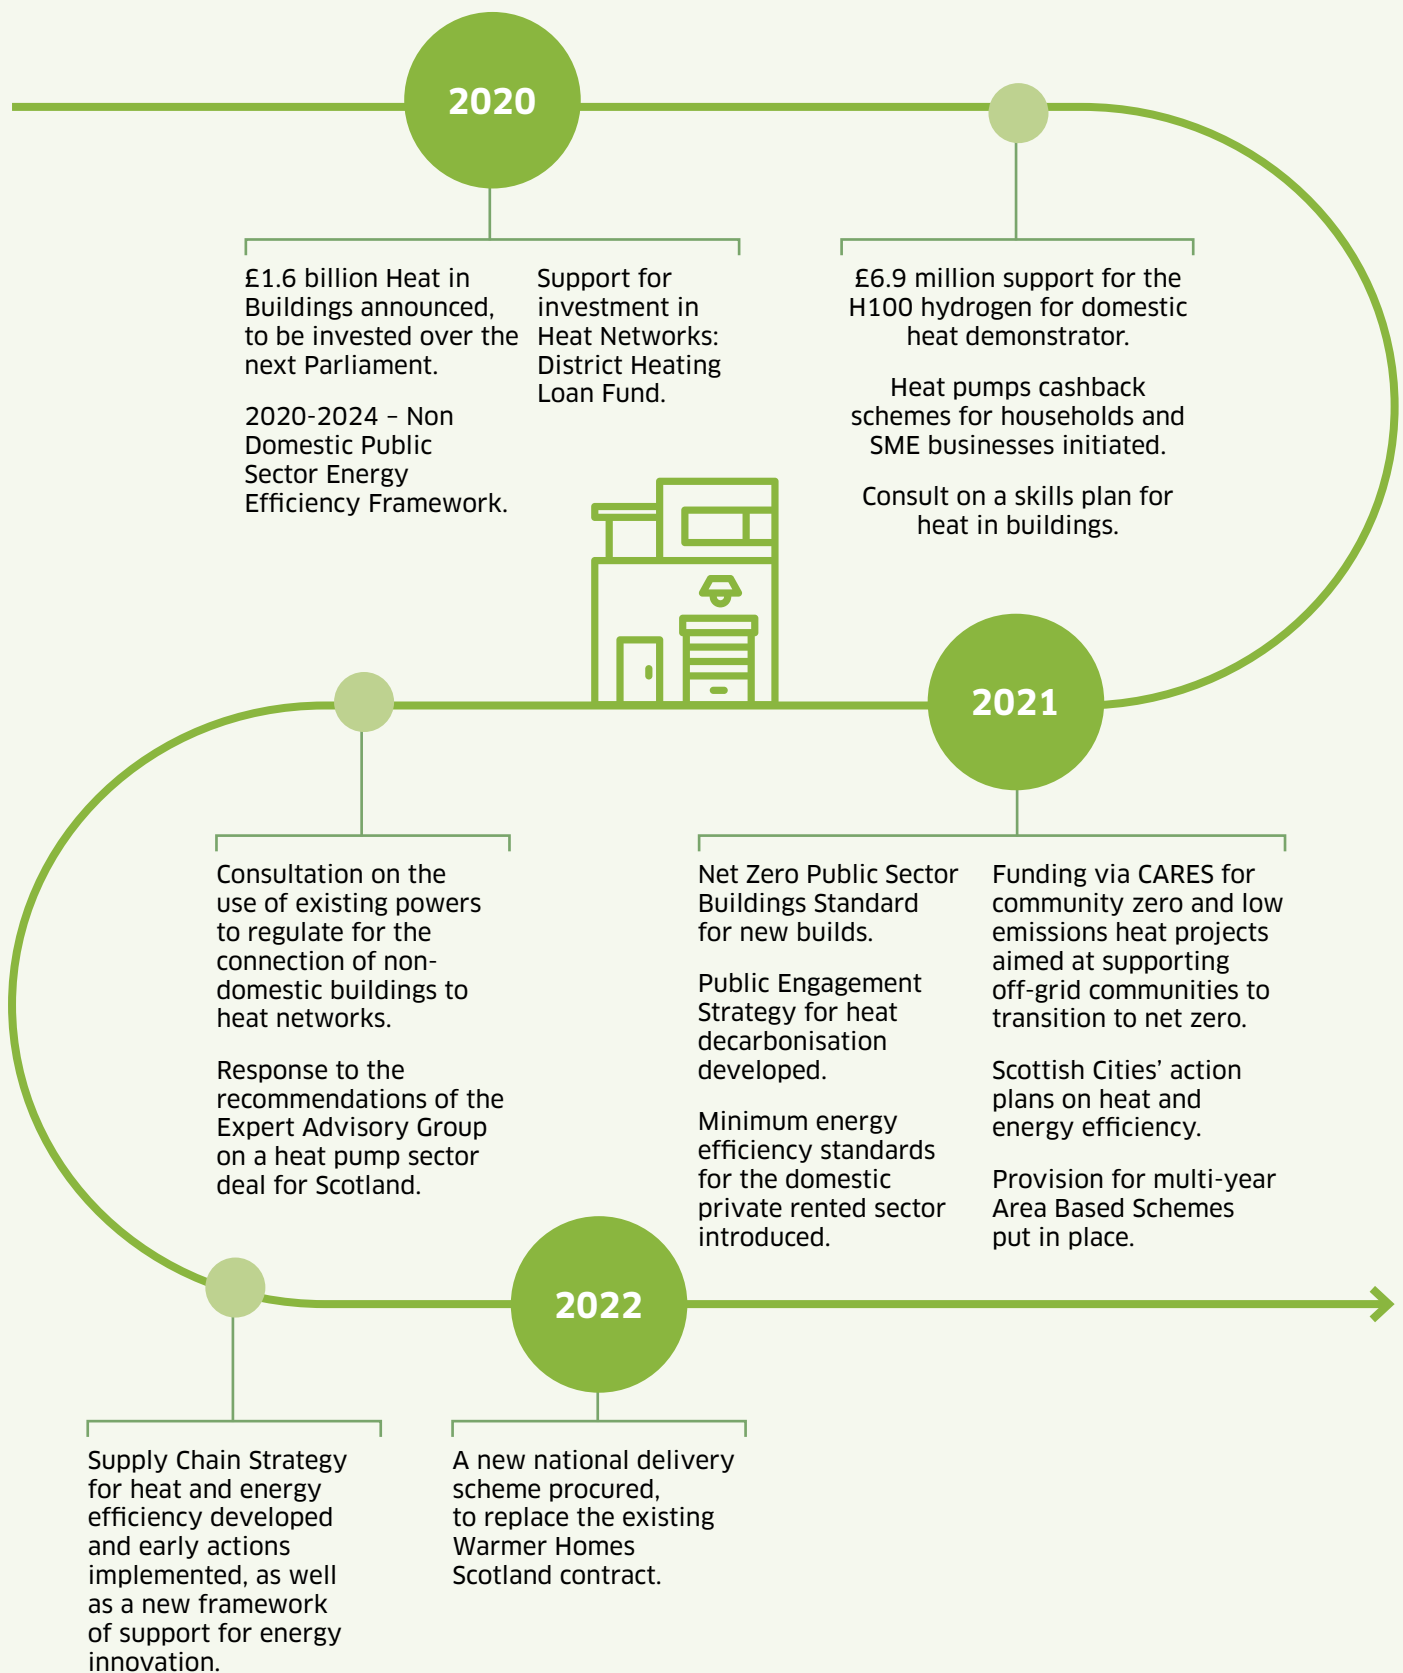 2020
£1.6 billion Heat in
Buildings announced,
to be invested over the
next Parliament.
2020-2024 – Non
Domestic Public
Sector Energy
Efficiency Framework.
Support for
investment in
Heat Networks:
District Heating
Loan Fund.
£6.9 million support for the
H100 hydrogen for domestic
heat demonstrator.
Heat pumps cashback
schemes for households and
SME businesses initiated.
Consult on a skills plan for
heat in buildings.
2021
Net Zero Public Sector
Buildings Standard
for new builds.
Public Engagement
Strategy for heat
decarbonisation
developed.
Minimum energy
efficiency standards
for the domestic
private rented sector
introduced.
Funding via CARES for
community zero and low
emissions heat projects
aimed at supporting
off-grid communities to
transition to net zero.
Scottish Cities’ action
plans on heat and
energy efficiency.
Provision for multi-year
Area Based Schemes
put in place.
Consultation on the
use of existing powers
to regulate for the
connection of non-
domestic buildings to
heat networks.
Response to the
recommendations of the
Expert Advisory Group
on a heat pump sector
deal for Scotland.
Supply Chain Strategy
for heat and energy
efficiency developed
and early actions
implemented, as well
as a new framework
of support for energy
innovation.
2022
A new national delivery
scheme procured,
to replace the existing
Warmer Homes
Scotland contract.